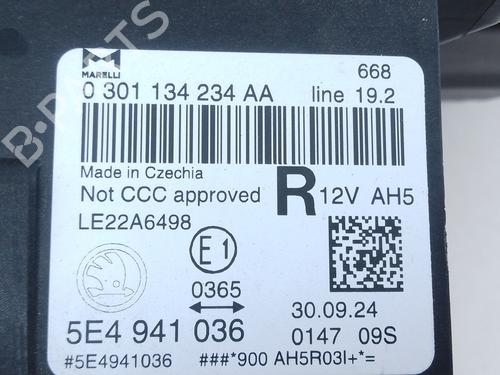 MARELLI
668
0 301 134 234 AA
line 19.2
Made in Czechia
Not CCC approved
R 12V AH5
LE22A6498
E1
0365
30.09.24
5E4 941 036
0147 09S
#5E4941036
###*900 AH5R03I+*=
B-PARTS